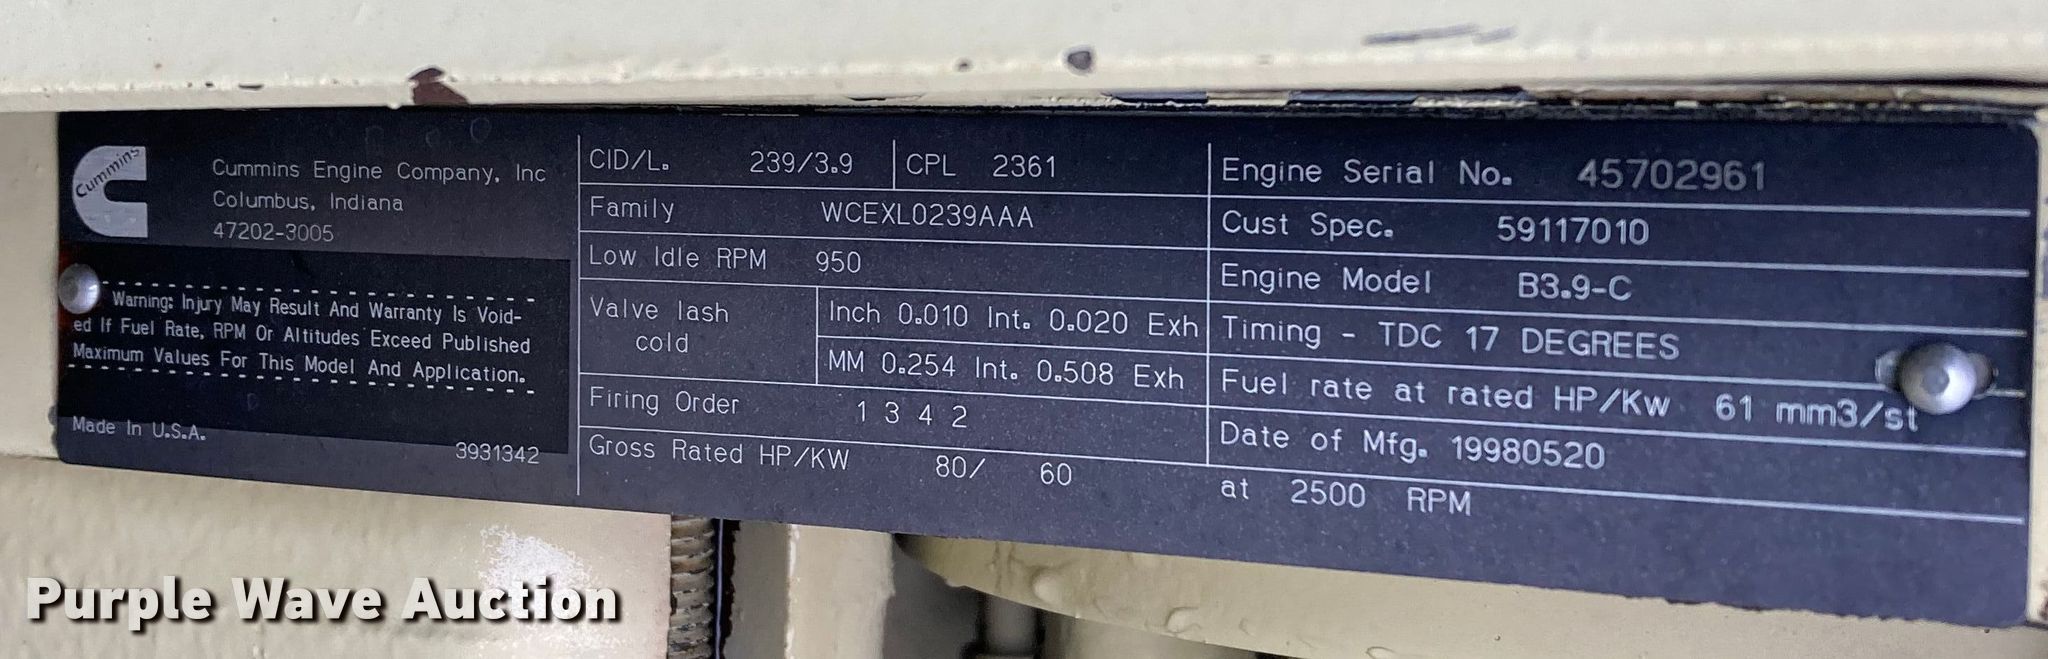 Cummins
Cummins Engine Company, Inc
Columbus, Indiana
47202-3005
Warning: Injury May Result And Warranty Is Void-
ed If Fuel Rate, RPM Or Altitudes Exceed Published
Maximum Values For This Model And Application.
Made In U.S.A.
3931342
CID/L. 239/3.9 CPL 2361
Family WCEXL0239AAA
Low Idle RPM 950
Valve lash cold
Inch 0.010 Int. 0.020 Exh
MM 0.254 Int. 0.508 Exh
Firing Order 1 3 4 2
Gross Rated HP/KW 80/ 60 at 2500 RPM
Engine Serial No. 45702961
Cust Spec. 59117010
Engine Model B3.9-C
Timing - TDC 17 DEGREES
Fuel rate at rated HP/Kw 61 mm3/st
Date of Mfg. 19980520
Purple Wave Auction